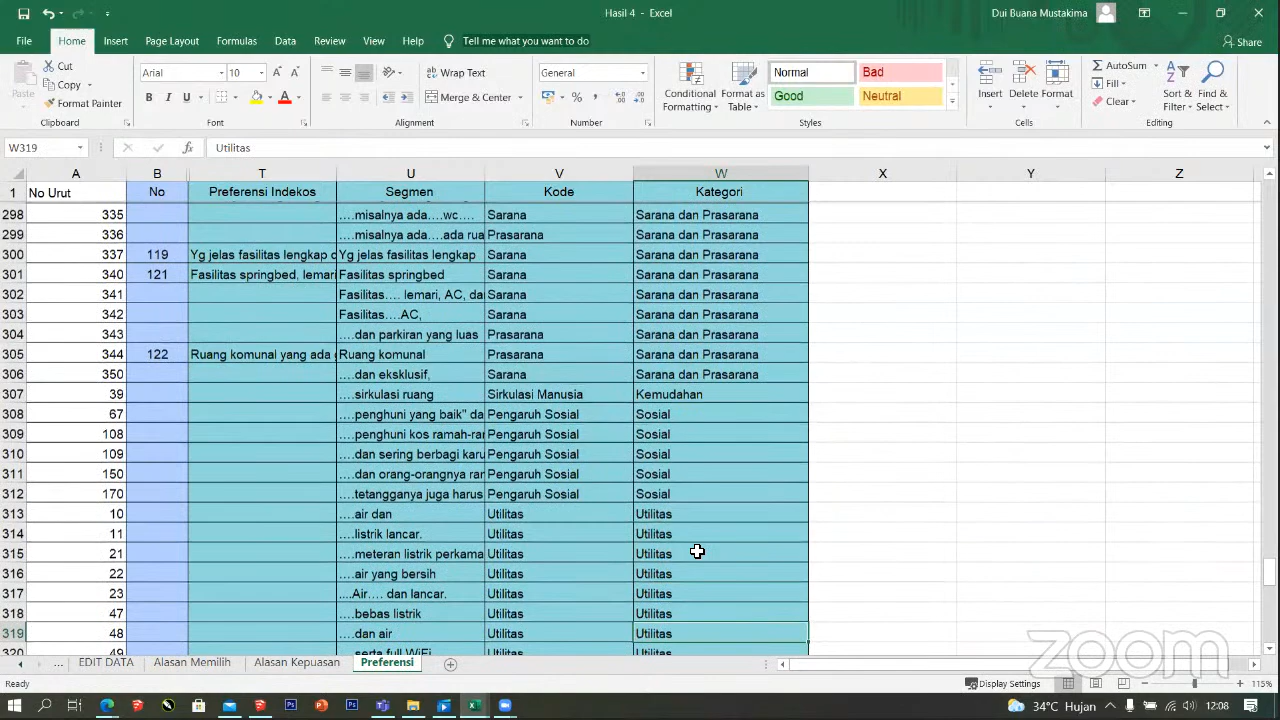 Hasil 4 - Excel
Dui Buana Mustakima
File Home Insert Page Layout Formulas Data Review View Help Tell me what you want to do Share
Paste
Cut
Copy
Format Painter
Clipboard
Arial 10
B I U
Font
Wrap Text
Merge & Center
Alignment
General
Number
Conditional Formatting
Format as Table
Normal Bad
Good Neutral
Styles
Insert Delete Format
Cells
AutoSum
Fill
Clear
Sort & Filter
Find & Select
Editing
W319 fx Utilitas
A B T U V W X Y Z
1 No Urut No Preferensi Indekos Segmen Kode Kategori
298 335 ….misalnya ada….wc…. Sarana Sarana dan Prasarana
299 336 ….misalnya ada….ada rua Prasarana Sarana dan Prasarana
300 337 119 Yg jelas fasilitas lengkap d Yg jelas fasilitas lengkap Sarana Sarana dan Prasarana
301 340 121 Fasilitas springbed, lemari Fasilitas springbed Sarana Sarana dan Prasarana
302 341 Fasilitas…. lemari, AC, da Sarana Sarana dan Prasarana
303 342 Fasilitas….AC, Sarana Sarana dan Prasarana
304 343 ….dan parkiran yang luas Prasarana Sarana dan Prasarana
305 344 122 Ruang komunal yang ada g Ruang komunal Prasarana Sarana dan Prasarana
306 350 ….dan eksklusif, Sarana Sarana dan Prasarana
307 39 ….sirkulasi ruang Sirkulasi Manusia Kemudahan
308 67 ….penghuni yang baik" da Pengaruh Sosial Sosial
309 108 ….penghuni kos ramah-ran Pengaruh Sosial Sosial
310 109 ….dan sering berbagi karu Pengaruh Sosial Sosial
311 150 ….dan orang-orangnya ran Pengaruh Sosial Sosial
312 170 ….tetangganya juga harus Pengaruh Sosial Sosial
313 10 ….air dan Utilitas Utilitas
314 11 ….listrik lancar. Utilitas Utilitas
315 21 ….meteran listrik perkama Utilitas Utilitas
316 22 ….air yang bersih Utilitas Utilitas
317 23 ....Air…. dan lancar. Utilitas Utilitas
318 47 ….bebas listrik Utilitas Utilitas
319 48 ….dan air Utilitas Utilitas
320 49 ….serta full WiFi Utilitas Utilitas
zoom
... EDIT DATA Alasan Memilih Alasan Kepuasan Preferensi
Ready Display Settings 115%
34°C Hujan 12:08